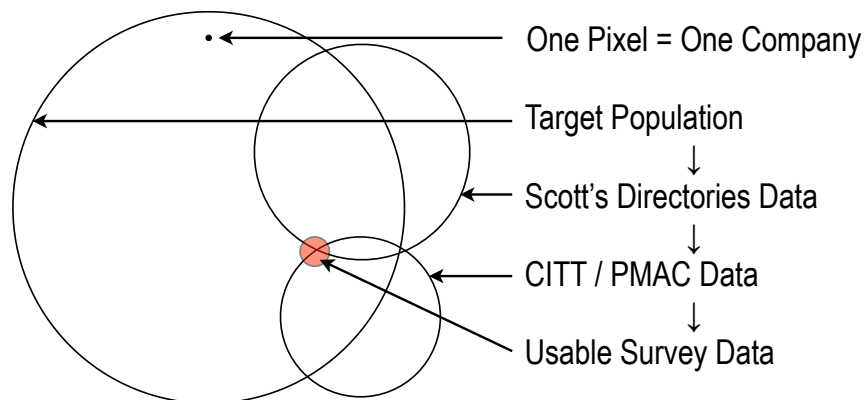 One Pixel = One Company
Target Population
↓
Scott's Directories Data
↓
CITT / PMAC Data
↓
Usable Survey Data